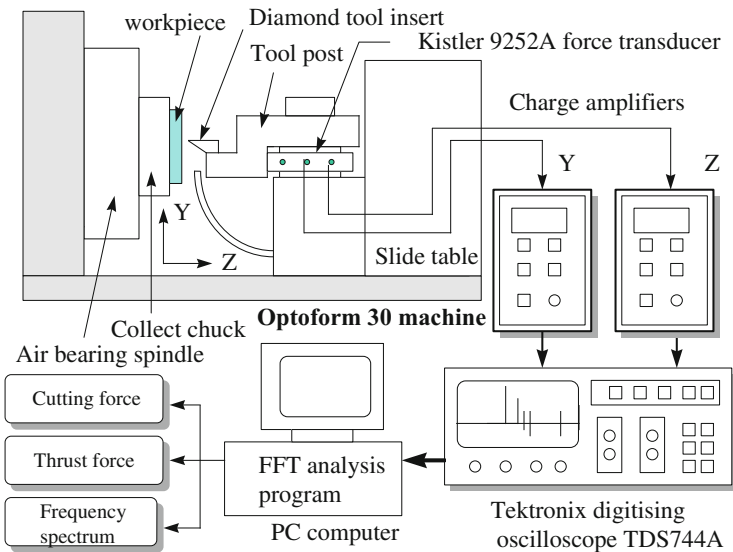 Diamond tool insert
workpiece
Kistler 9252A force transducer
Tool post
Charge amplifiers
Y
Z
Y
Z
Slide table
Optoform 30 machine
Collect chuck
Air bearing spindle
Cutting force
Thrust force
Frequency
spectrum
FFT analysis
program
PC computer
Tektronix digitising
oscilloscope TDS744A